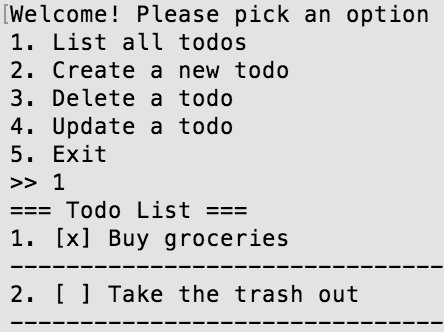 [Welcome! Please pick an option
1. List all todos
2. Create a new todo
3. Delete a todo
4. Update a todo
5. Exit
>> 1
=== Todo List ===
1. [x] Buy groceries
-------------------------------
2. [ ] Take the trash out
-------------------------------